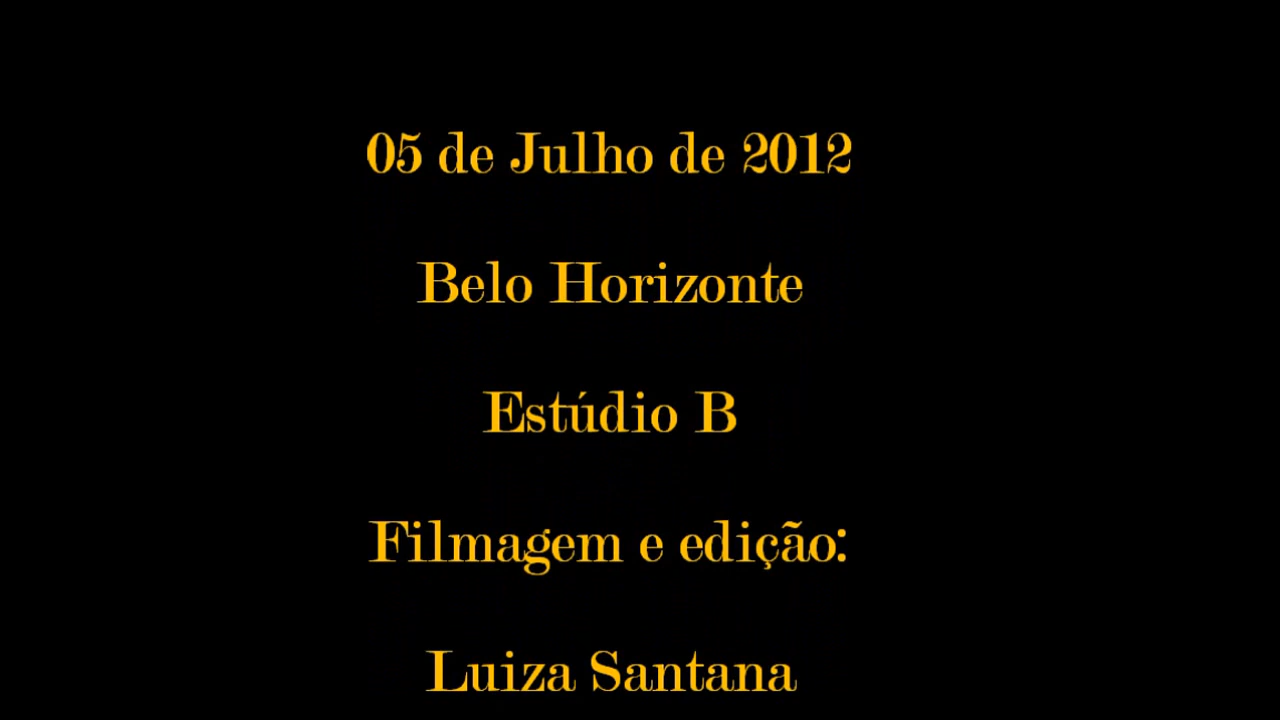 05 de Julho de 2012
Belo Horizonte
Estúdio B
Filmagem e edição:
Luiza Santana